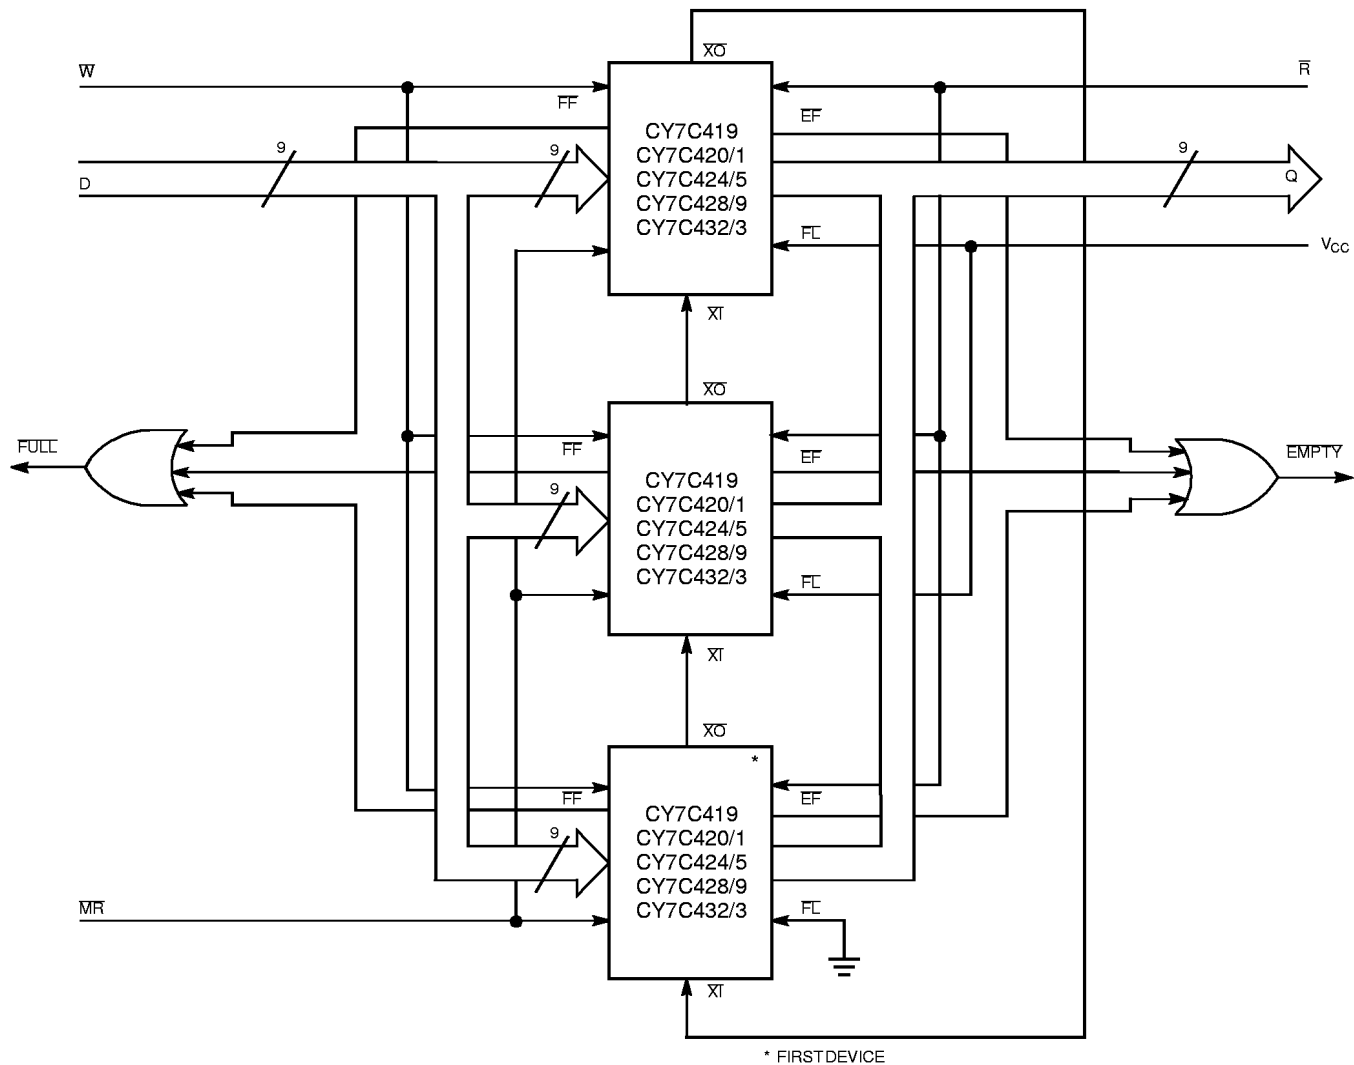 XO
W
R
FF
EF
CY7C419
CY7C420/1
CY7C424/5
CY7C428/9
CY7C432/3
9
9
9
D
Q
FL
VCC
XI
XO
FULL
FF
EF
EMPTY
CY7C419
CY7C420/1
CY7C424/5
CY7C428/9
CY7C432/3
9
FL
XI
XO
*
FF
EF
CY7C419
CY7C420/1
CY7C424/5
CY7C428/9
CY7C432/3
9
MR
FL
XI
* FIRST DEVICE